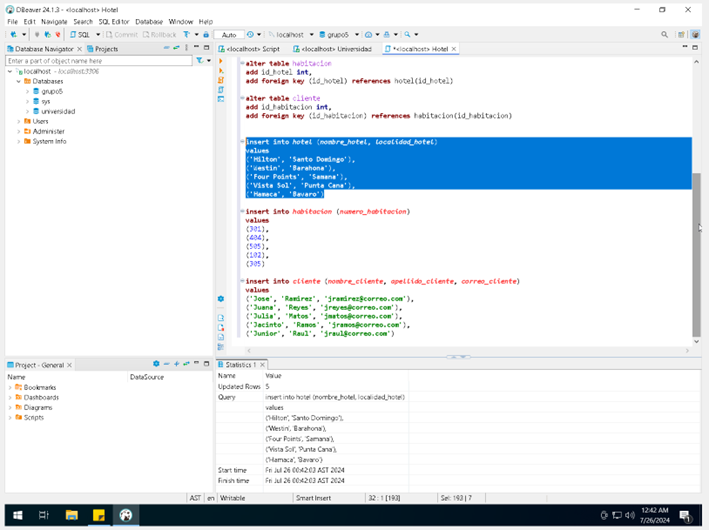 DBeaver 24.1.3 - <localhost> Hotel
File Edit Navigate Search SQL Editor Database Window Help
SQL Commit Rollback Auto localhost grupo5
Database Navigator Projects
Enter a part of object name here
localhost - localhost:3306
Databases
grupo5
sys
universidad
Users
Administer
System Info
<localhost> Script <localhost> Universidad *<localhost> Hotel
alter table habitacion
add id_hotel int,
add foreign key (id_hotel) references hotel(id_hotel)
alter table cliente
add id_habitacion int,
add foreign key (id_habitacion) references habitacion(id_habitacion)
insert into hotel (nombre_hotel, localidad_hotel)
values
('Hilton', 'Santo Domingo'),
('Westin', 'Barahona'),
('Four Points', 'Samana'),
('Vista Sol', 'Punta Cana'),
('Hamaca', 'Bavaro')
insert into habitacion (numero_habitacion)
values
(301),
(404),
(505),
(102),
(305)
insert into cliente (nombre_cliente, apellido_cliente, correo_cliente)
values
('Jose', 'Ramirez', 'jramirez@correo.com'),
('Juana', 'Reyes', 'jreyes@correo.com'),
('Julia', 'Matos', 'jmatos@correo.com'),
('Jacinto', 'Ramos', 'jramos@correo.com'),
('Junior', 'Raul', 'jraul@correo.com')
Project - General
Name DataSource
Bookmarks
Dashboards
Diagrams
Scripts
Statistics 1
Name Value
Updated Rows 5
Query insert into hotel (nombre_hotel, localidad_hotel)
values
('Hilton', 'Santo Domingo'),
('Westin', 'Barahona'),
('Four Points', 'Samana'),
('Vista Sol', 'Punta Cana'),
('Hamaca', 'Bavaro')
Start time Fri Jul 26 00:42:03 AST 2024
Finish time Fri Jul 26 00:42:03 AST 2024
AST en Writable Smart Insert 32 : 1 [193] Sel: 193 | 7
12:42 AM
7/26/2024